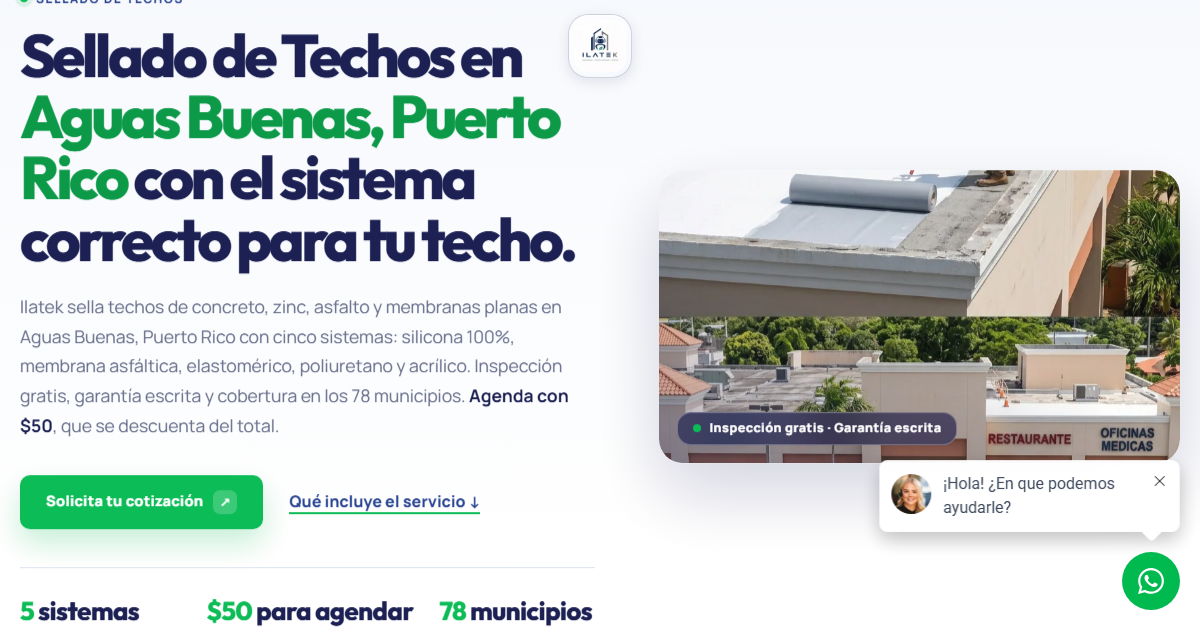 SELLADO DE TECHOS
ILATEK
Sellado de Techos en
Aguas Buenas, Puerto
Rico con el sistema
correcto para tu techo.
Ilatek sella techos de concreto, zinc, asfalto y membranas planas en
Aguas Buenas, Puerto Rico con cinco sistemas: silicona 100%,
membrana asfáltica, elastomérico, poliuretano y acrílico. Inspección
gratis, garantía escrita y cobertura en los 78 municipios. Agenda con
$50, que se descuenta del total.
Solicita tu cotización ↗
Qué incluye el servicio ↓
5 sistemas
$50 para agendar
78 municipios
Inspección gratis · Garantía escrita
RESTAURANTE
OFICINAS
MEDICAS
¡Hola! ¿En que podemos
ayudarle?